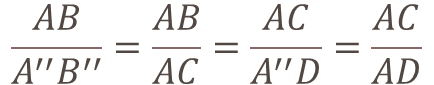 AB/A″B″ = AB/AC = AC/A″D = AC/AD